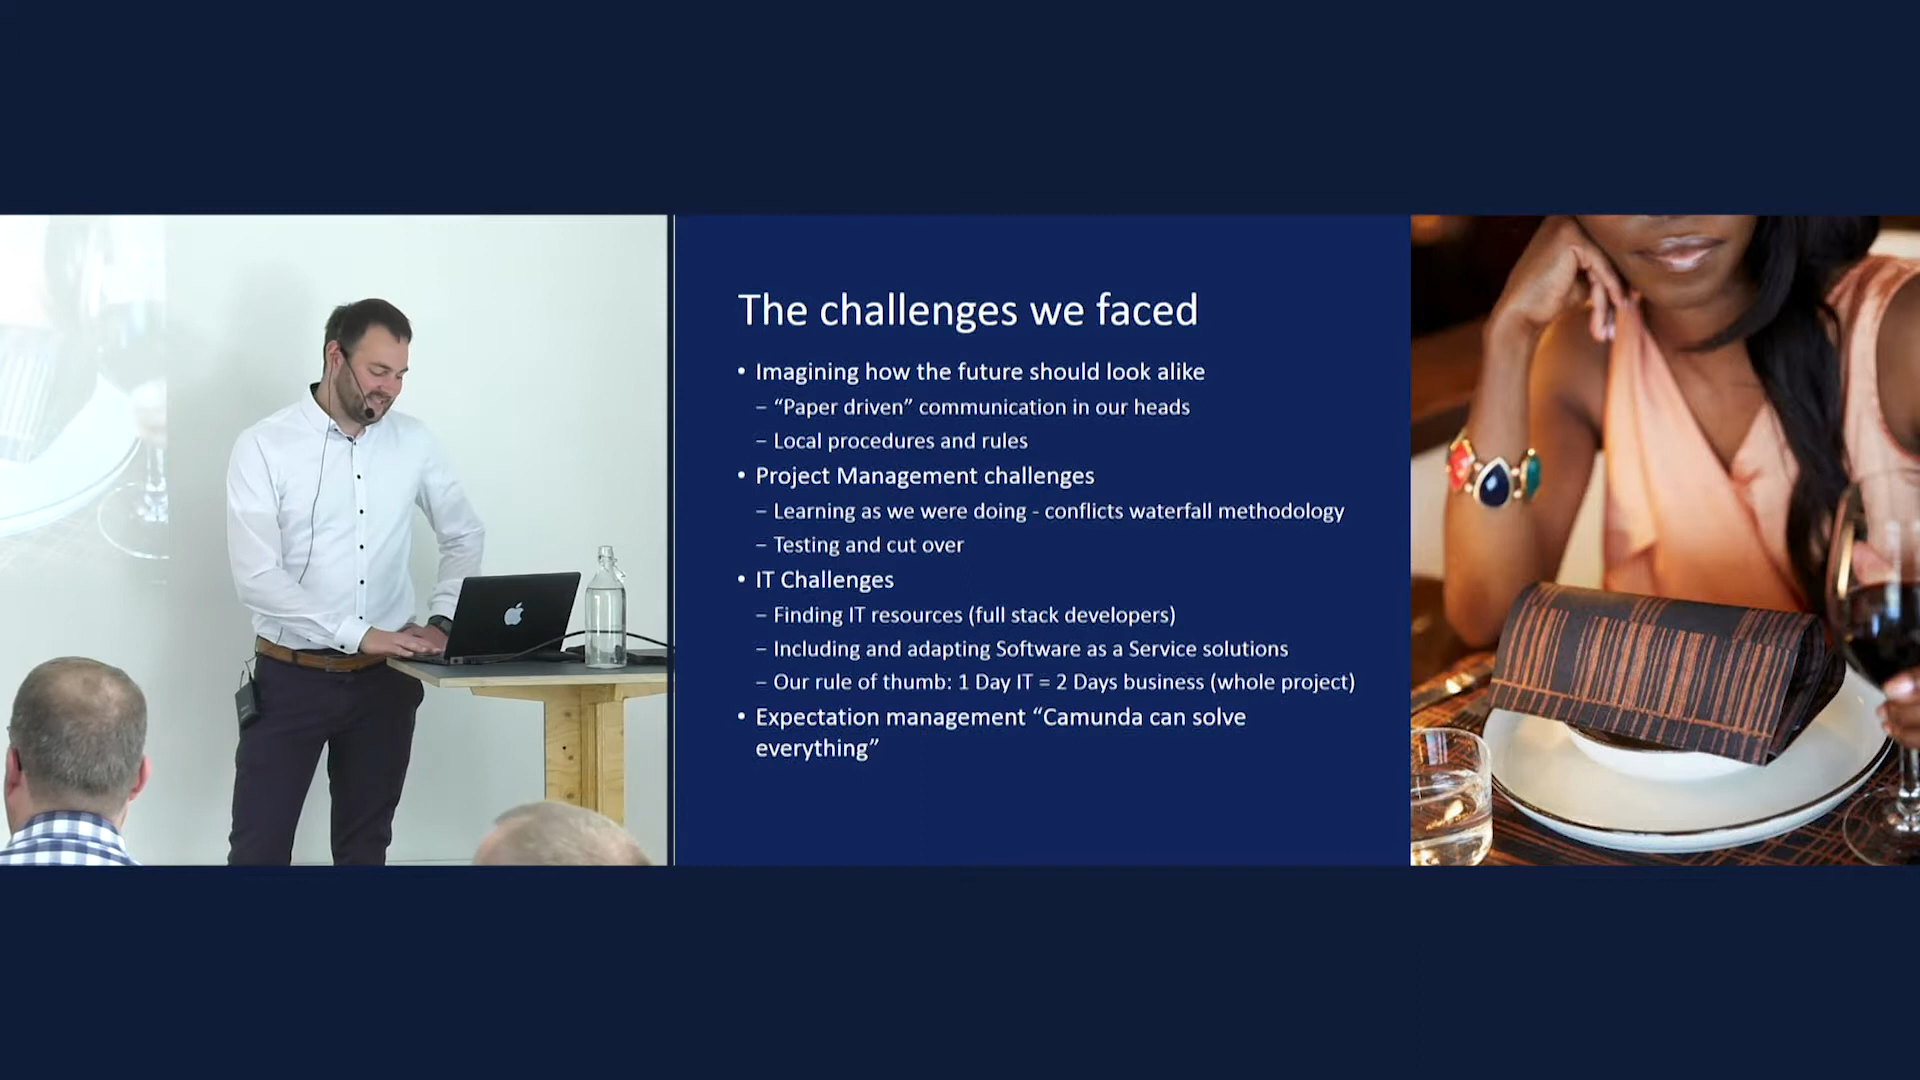 The challenges we faced
• Imagining how the future should look alike
– “Paper driven” communication in our heads
– Local procedures and rules
• Project Management challenges
– Learning as we were doing - conflicts waterfall methodology
– Testing and cut over
• IT Challenges
– Finding IT resources (full stack developers)
– Including and adapting Software as a Service solutions
– Our rule of thumb: 1 Day IT = 2 Days business (whole project)
• Expectation management “Camunda can solve
everything”